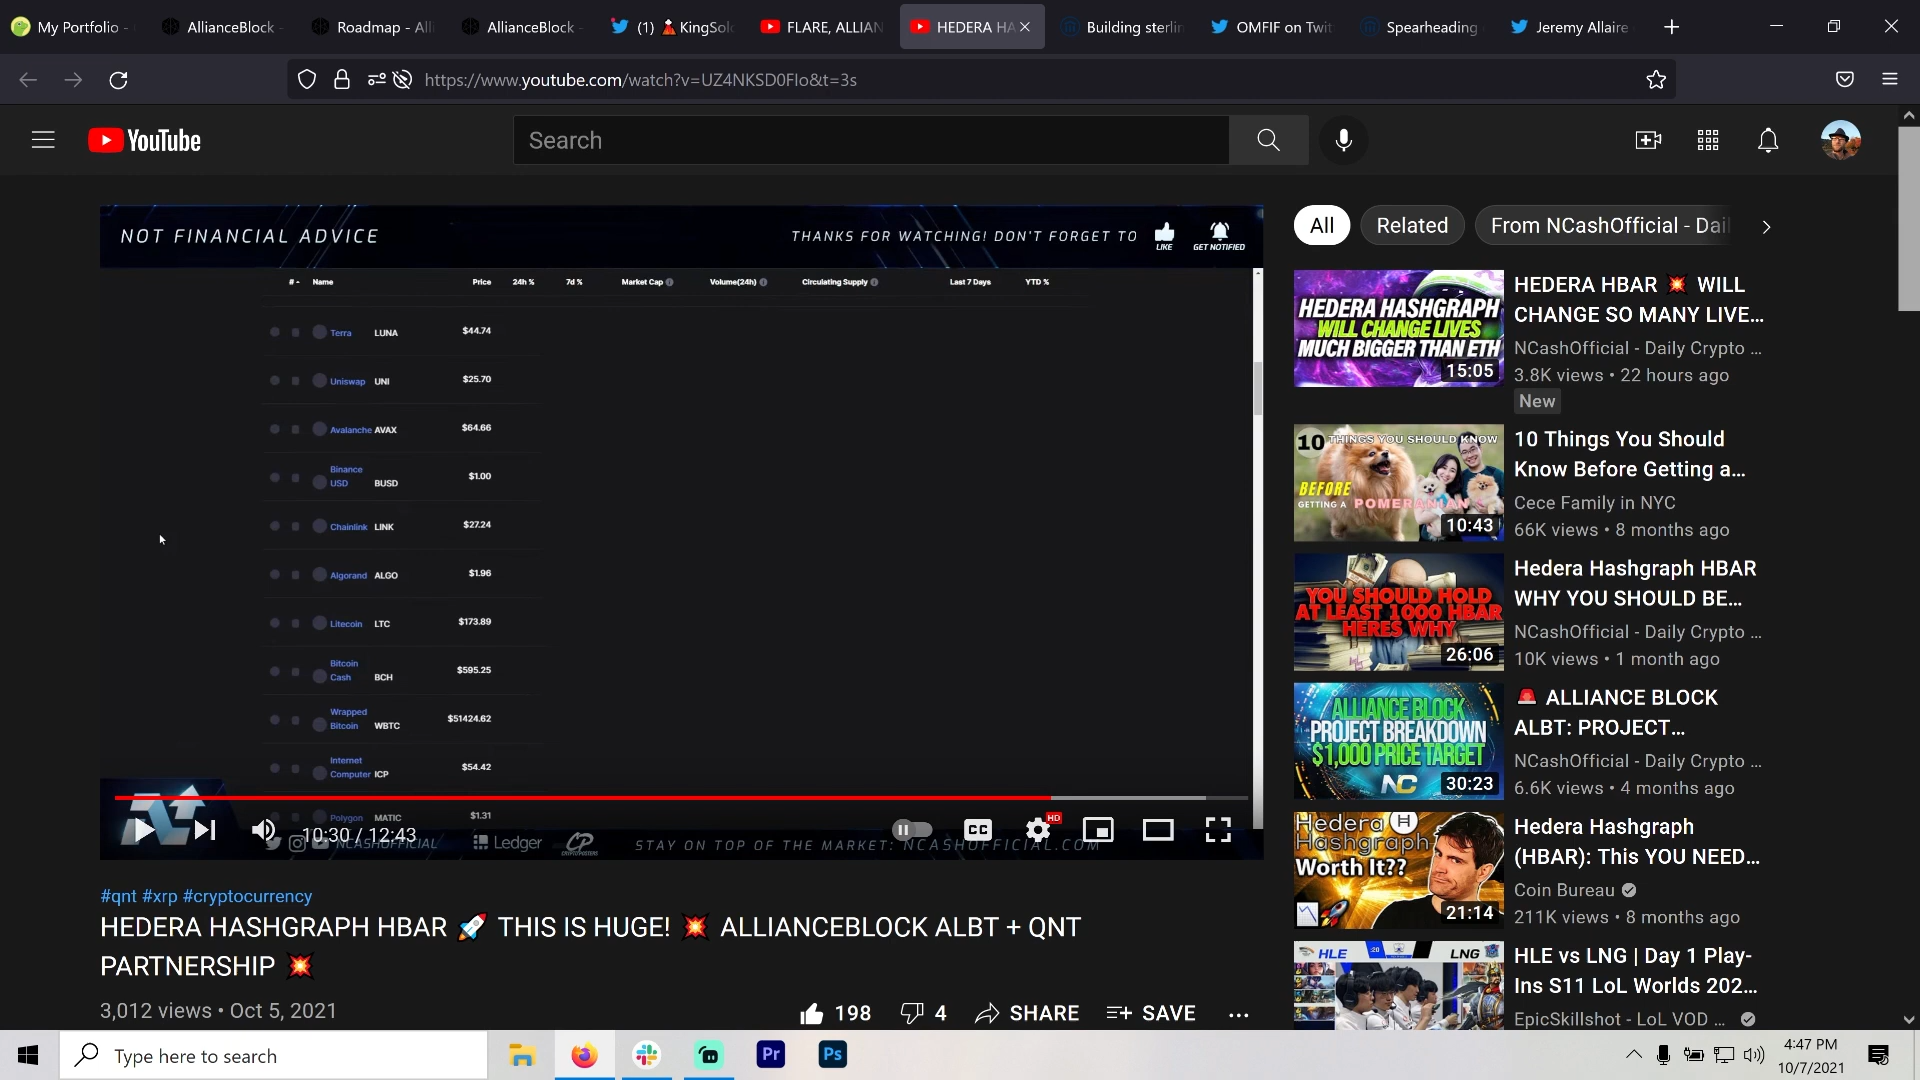 My Portfolio -
AllianceBlock -
Roadmap - All
AllianceBlock -
(1) KingSol
FLARE, ALLIAN
HEDERA HA
Building sterlin
OMFIF on Twit
Spearheading
Jeremy Allaire
https://www.youtube.com/watch?v=UZ4NKSD0FIo&t=3s
YouTube
Search
NOT FINANCIAL ADVICE
THANKS FOR WATCHING! DON'T FORGET TO
LIKE
GET NOTIFIED
# Name Price 24h % 7d % Market Cap Volume(24h) Circulating Supply Last 7 Days YTD %
Terra LUNA $44.74
Uniswap UNI $25.70
Avalanche AVAX $64.66
Binance USD BUSD $1.00
Chainlink LINK $27.24
Algorand ALGO $1.96
Litecoin LTC $173.89
Bitcoin Cash BCH $595.25
Wrapped Bitcoin WBTC $51424.62
Internet Computer ICP $54.42
Polygon MATIC $1.31
10:30 / 12:43
CC
HD
NCASHOFFICIAL
Ledger
CP
CRYPTOPOSTERS
STAY ON TOP OF THE MARKET: NCASHOFFICIAL.COM
#qnt #xrp #cryptocurrency
HEDERA HASHGRAPH HBAR 🚀 THIS IS HUGE! 💥 ALLIANCEBLOCK ALBT + QNT
PARTNERSHIP 💥
3,012 views • Oct 5, 2021
198
4
SHARE
SAVE
All
Related
From NCashOfficial - Dail
HEDERA HASHGRAPH
WILL CHANGE LIVES
MUCH BIGGER THAN ETH
15:05
HEDERA HBAR 💥 WILL
CHANGE SO MANY LIVE...
NCashOfficial - Daily Crypto ...
3.8K views • 22 hours ago
New
10 THINGS YOU SHOULD KNOW
BEFORE
GETTING A POMERANIAN
10:43
10 Things You Should
Know Before Getting a...
Cece Family in NYC
66K views • 8 months ago
YOU SHOULD HOLD
AT LEAST 1000 HBAR
HERES WHY
26:06
Hedera Hashgraph HBAR
WHY YOU SHOULD BE...
NCashOfficial - Daily Crypto ...
10K views • 1 month ago
ALLIANCE BLOCK
PROJECT BREAKDOWN
$1,000 PRICE TARGET
NC
30:23
🚨 ALLIANCE BLOCK
ALBT: PROJECT...
NCashOfficial - Daily Crypto ...
6.6K views • 4 months ago
Hedera
Hashgraph
Worth It??
21:14
Hedera Hashgraph
(HBAR): This YOU NEED...
Coin Bureau
211K views • 8 months ago
HLE
LNG
HLE vs LNG | Day 1 Play-
Ins S11 LoL Worlds 202...
EpicSkillshot - LoL VOD ...
Type here to search
Pr
Ps
4:47 PM
10/7/2021